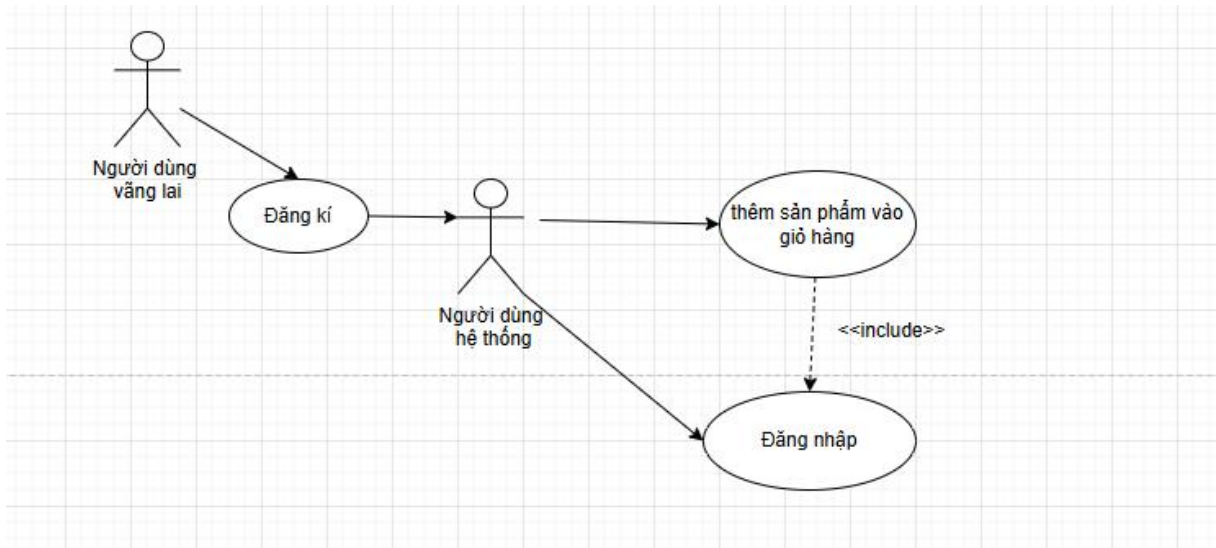 Người dùng
vãng lai
Đăng kí
thêm sản phẩm vào
giỏ hàng
Người dùng
hệ thống
<<include>>
Đăng nhập